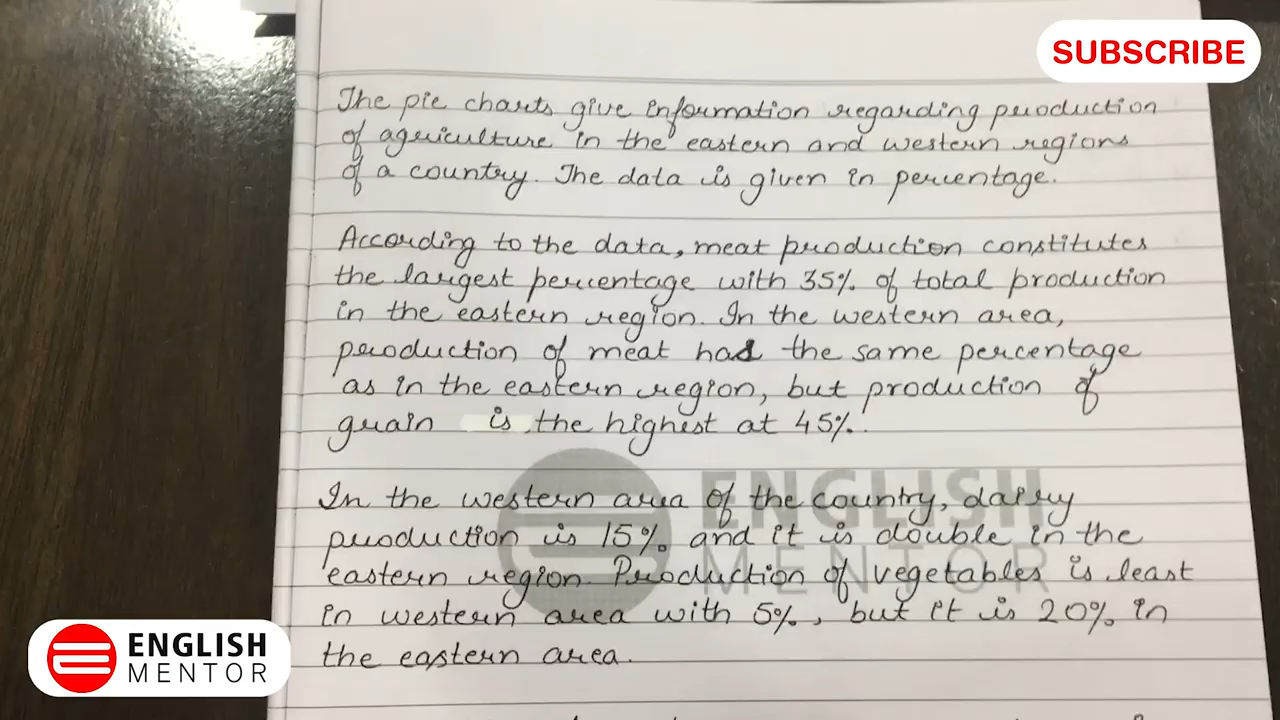 SUBSCRIBE
The pie charts give information regarding production
of agriculture in the eastern and western regions
of a country. The data is given in percentage.
According to the data, meat production constitutes
the largest percentage with 35% of total production
in the eastern region. In the western area,
production of meat had the same percentage
as in the eastern region, but production of
grain is the highest at 45%.
In the western area of the country, dairy
production is 15% and it is double in the
eastern region. Production of vegetables is least
in western area with 5%, but it is 20% in
the eastern area.
ENGLISH
MENTOR
ENGLISH
MENTOR